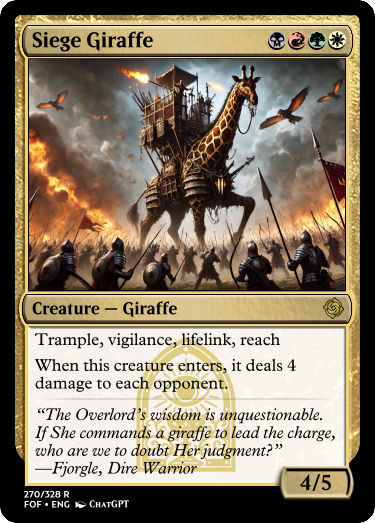 Siege Giraffe
Creature — Giraffe
Trample, vigilance, lifelink, reach
When this creature enters, it deals 4
damage to each opponent.
“The Overlord’s wisdom is unquestionable.
If She commands a giraffe to lead the charge,
who are we to doubt Her judgment?”
—Fjorgle, Dire Warrior
4/5
270/328 R
FOF • ENG ChatGPT